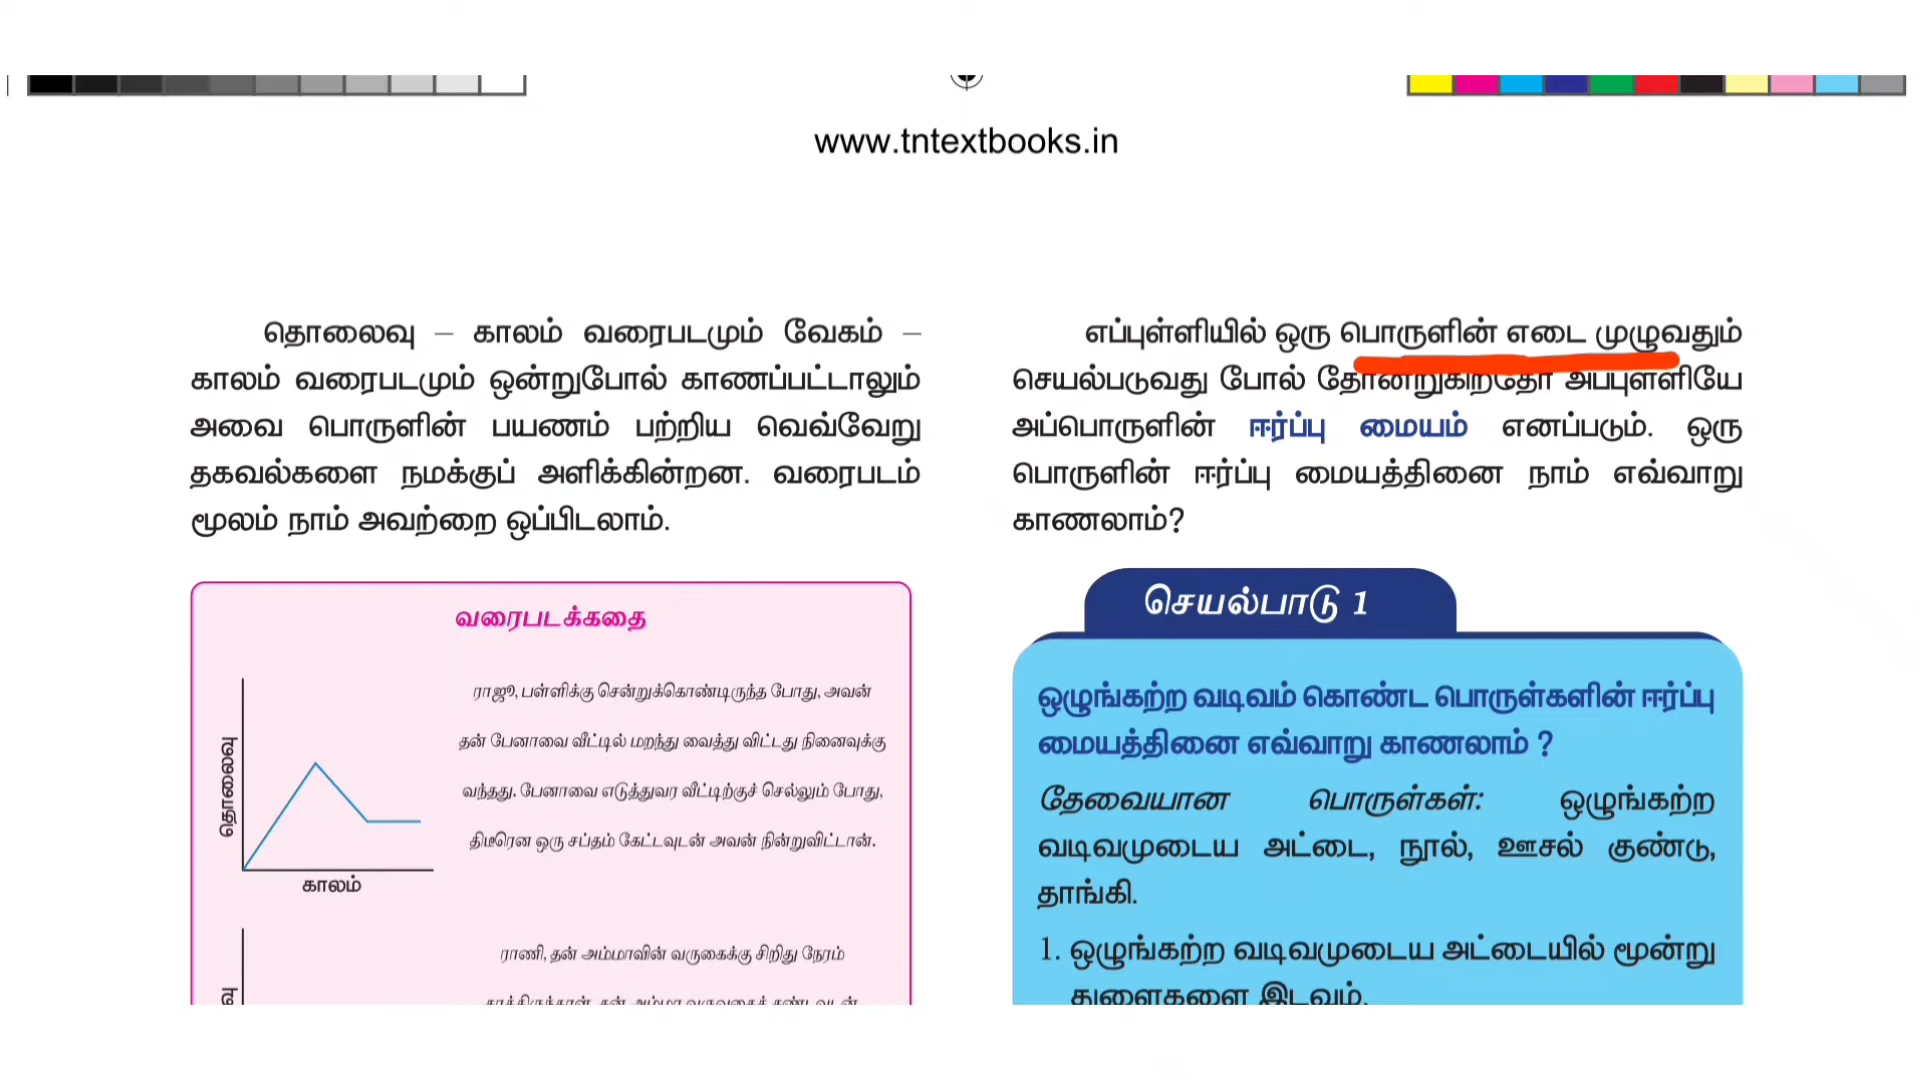 www.tntextbooks.in
தொலைவு – காலம் வரைபடமும் வேகம் –
காலம் வரைபடமும் ஒன்றுபோல் காணப்பட்டாலும்
அவை பொருளின் பயணம் பற்றிய வெவ்வேறு
தகவல்களை நமக்குப் அளிக்கின்றன. வரைபடம்
மூலம் நாம் அவற்றை ஒப்பிடலாம்.
வரைபடக்கதை
தொலைவு
காலம்
ராஜூ, பள்ளிக்கு சென்றுக்கொண்டிருந்த போது, அவன்
தன் பேனாவை வீட்டில் மறந்து வைத்து விட்டது நினைவுக்கு
வந்தது. பேனாவை எடுத்துவர வீட்டிற்குச் செல்லும் போது,
திடீரென ஒரு சப்தம் கேட்டவுடன் அவன் நின்றுவிட்டான்.
ராணி, தன் அம்மாவின் வருகைக்கு சிறிது நேரம்
எப்புள்ளியில் ஒரு பொருளின் எடை முழுவதும்
செயல்படுவது போல் தோன்றுகிறதோ அப்புள்ளியே
அப்பொருளின் ஈர்ப்பு மையம் எனப்படும். ஒரு
பொருளின் ஈர்ப்பு மையத்தினை நாம் எவ்வாறு
காணலாம்?
செயல்பாடு 1
ஒழுங்கற்ற வடிவம் கொண்ட பொருள்களின் ஈர்ப்பு
மையத்தினை எவ்வாறு காணலாம் ?
தேவையான பொருள்கள்: ஒழுங்கற்ற
வடிவமுடைய அட்டை, நூல், ஊசல் குண்டு,
தாங்கி.
1. ஒழுங்கற்ற வடிவமுடைய அட்டையில் மூன்று
துளைகளை இடவும்.